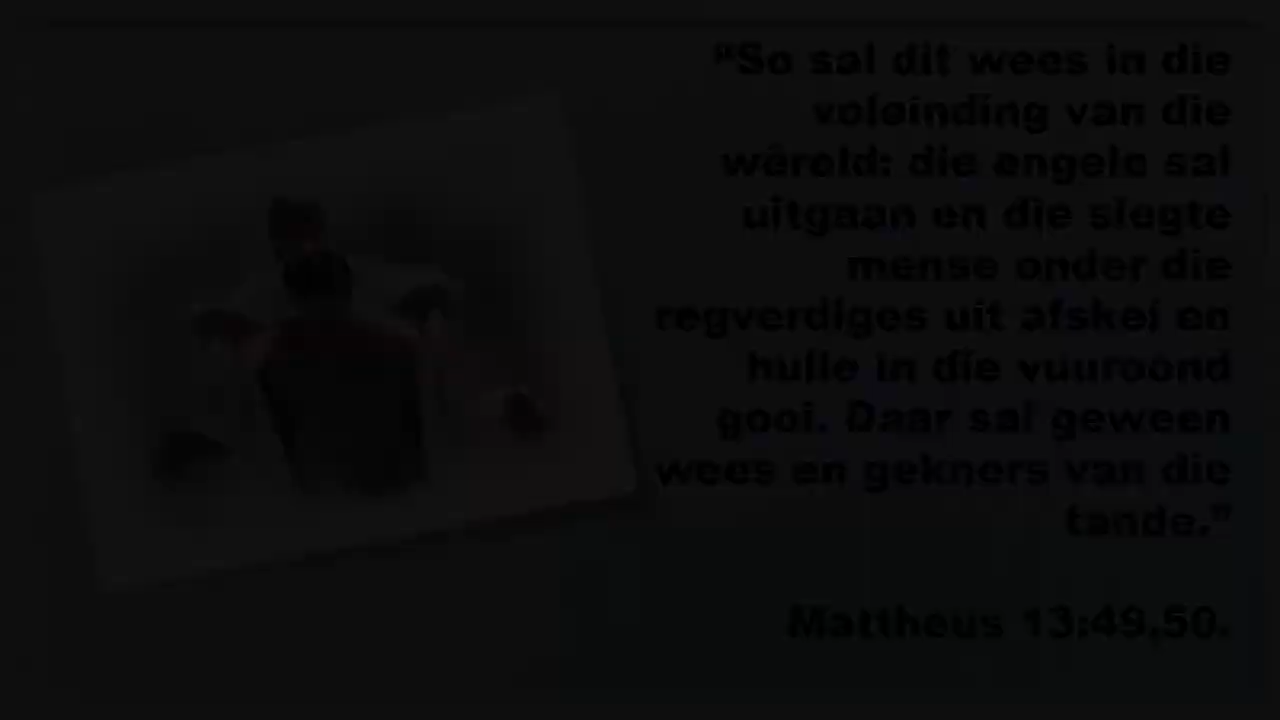 "So sal dit wees in die
voleinding van die
wêreld: die engele sal
uitgaan en die slegte
mense onder die
regverdiges uit afskei en
hulle in die vuuroond
gooi. Daar sal geween
wees en gekners van die
tande."
Mattheus 13:49,50.